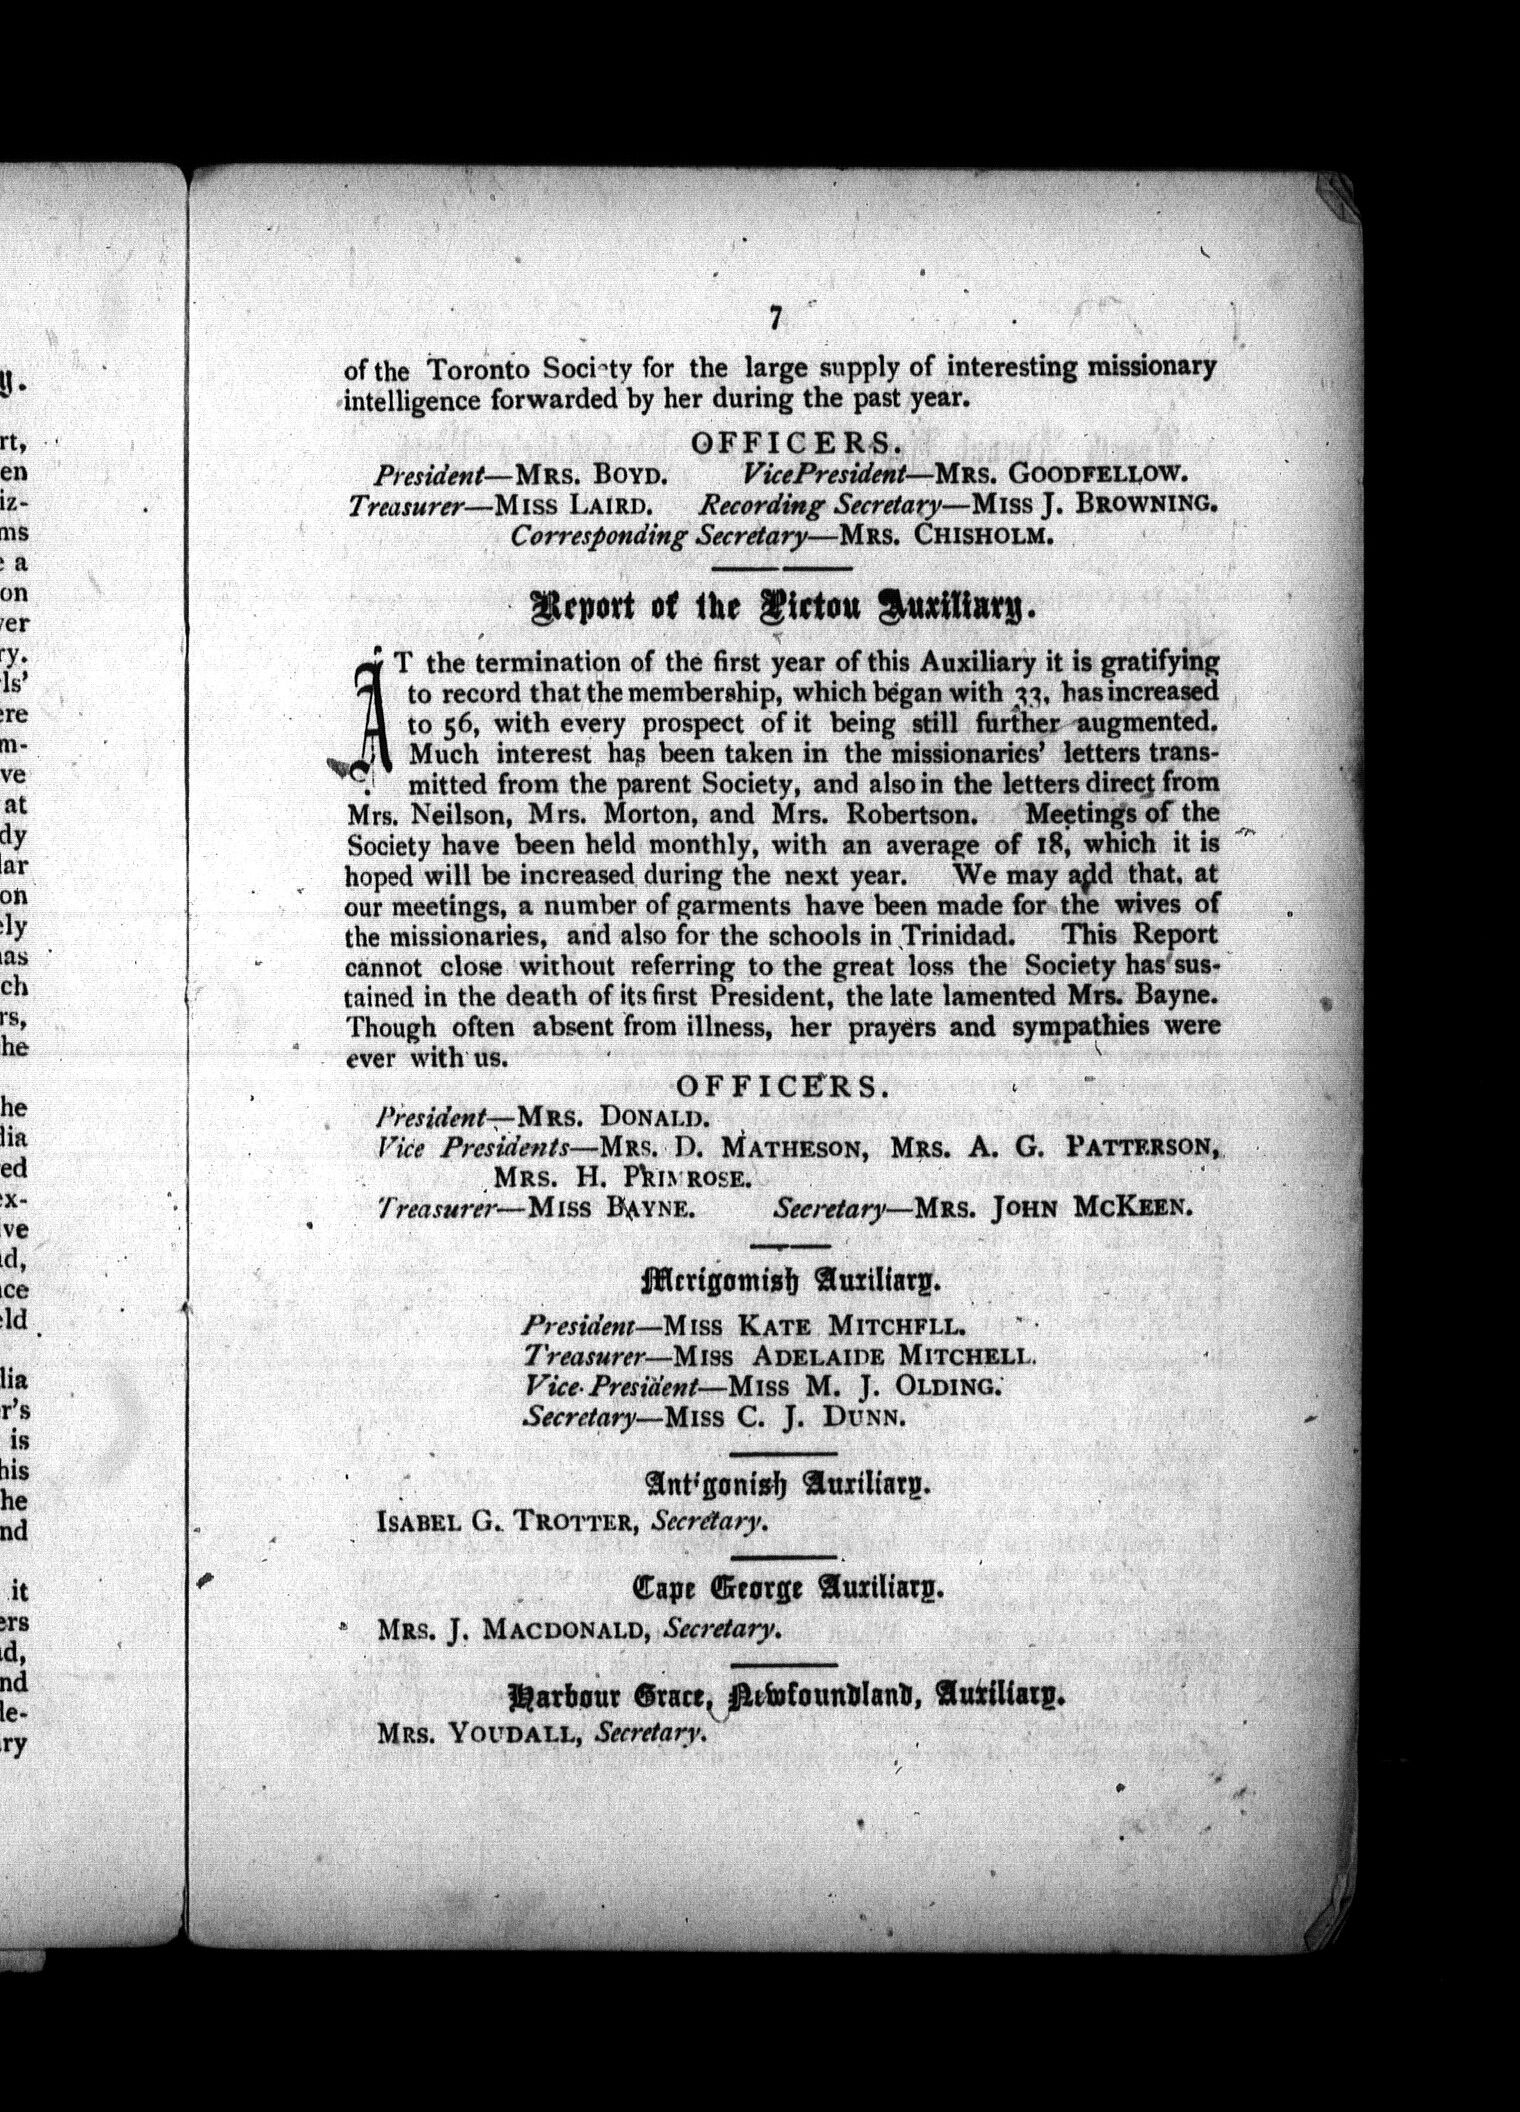 7
of the Toronto Society for the large supply of interesting missionary
intelligence forwarded by her during the past year.
OFFICERS.
President—MRS. BOYD. Vice President—MRS. GOODFELLOW.
Treasurer—MISS LAIRD. Recording Secretary—MISS J. BROWNING.
Corresponding Secretary—MRS. CHISHOLM.
Report of the Pictou Auxiliary.
AT the termination of the first year of this Auxiliary it is gratifying
to record that the membership, which began with 33, has increased
to 56, with every prospect of it being still further augmented.
Much interest has been taken in the missionaries' letters trans-
mitted from the parent Society, and also in the letters direct from
Mrs. Neilson, Mrs. Morton, and Mrs. Robertson. Meetings of the
Society have been held monthly, with an average of 18, which it is
hoped will be increased during the next year. We may add that, at
our meetings, a number of garments have been made for the wives of
the missionaries, and also for the schools in Trinidad. This Report
cannot close without referring to the great loss the Society has sus-
tained in the death of its first President, the late lamented Mrs. Bayne.
Though often absent from illness, her prayers and sympathies were
ever with us.
OFFICERS.
President—MRS. DONALD.
Vice Presidents—MRS. D. MATHESON, MRS. A. G. PATTERSON,
MRS. H. PRIMROSE.
Treasurer—MISS BAYNE. Secretary—MRS. JOHN MCKEEN.
Merigomish Auxiliary.
President—MISS KATE MITCHELL.
Treasurer—MISS ADELAIDE MITCHELL.
Vice-President—MISS M. J. OLDING.
Secretary—MISS C. J. DUNN.
Antigonish Auxiliary.
ISABEL G. TROTTER, Secretary.
Cape George Auxiliary.
MRS. J. MACDONALD, Secretary.
Harbour Grace, Newfoundland, Auxiliary.
MRS. YOUDALL, Secretary.